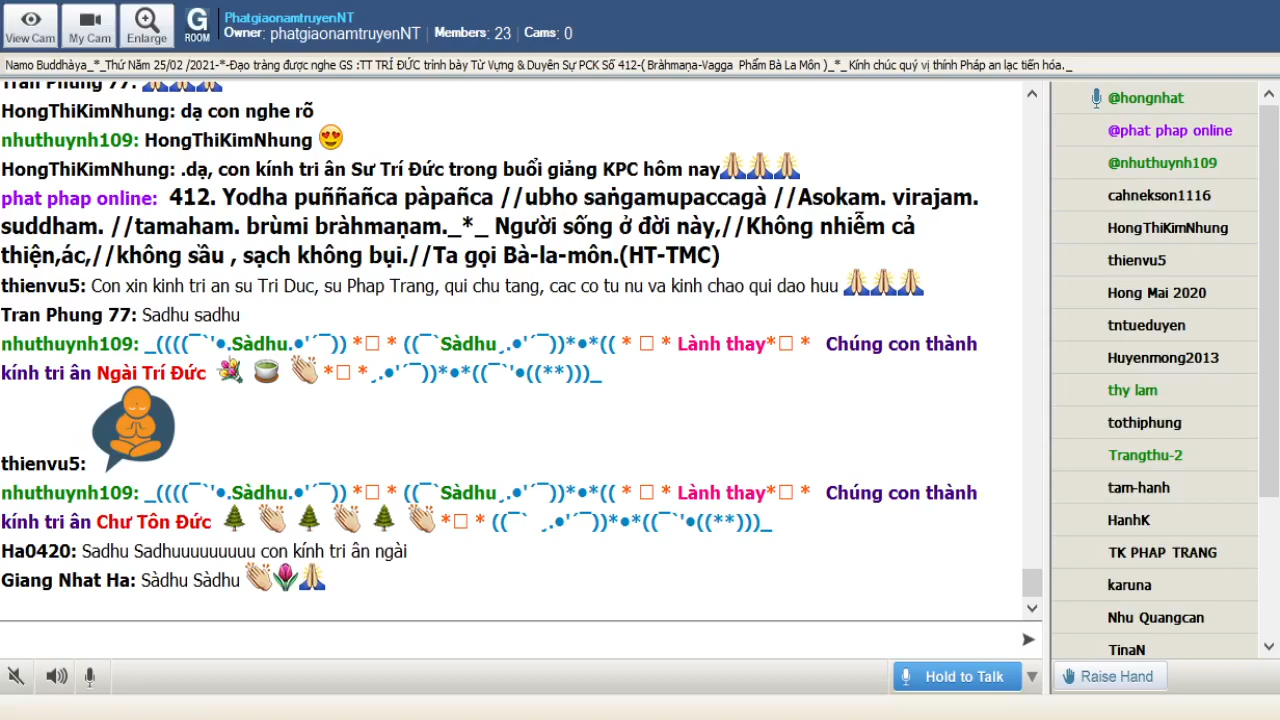 View Cam
My Cam
Enlarge
G
ROOM
PhatgiaonamtruyenNT
Owner: phatgiaonamtruyenNT | Members: 23 | Cams: 0
Namo Buddhàya_*_Thứ Năm 25/02 /2021-*-Đạo tràng được nghe GS :TT TRÍ ĐỨC trình bày Từ Vựng & Duyên Sự PCK Số 412-( Bràhmaṇa-Vagga Phẩm Bà La Môn )_*_ Kính chúc quý vị thính Pháp an lạc tiến hóa._
Tran Phung 77:
HongThiKimNhung: dạ con nghe rõ
nhuthuynh109: HongThiKimNhung 😍
HongThiKimNhung: .dạ, con kính tri ân Sư Trí Đức trong buổi giảng KPC hôm nay🙏🙏🙏
phat phap online: 412. Yodha puññañca pàpañca //ubho saṅgamupaccagà //Asokam. virajam.
suddham. //tamaham. brùmi bràhmaṇam._*_ Người sống ở đời này,//Không nhiễm cả
thiện,ác,//không sầu , sạch không bụi.//Ta gọi Bà-la-môn.(HT-TMC)
thienvu5: Con xin kinh tri an su Tri Duc, su Phap Trang, qui chu tang, cac co tu nu va kinh chao qui dao huu 🙏🙏🙏
Tran Phung 77: Sadhu sadhu
nhuthuynh109: _((((¯`'•.Sàdhu.•'´¯)) *□ * ((¯`Sàdhu¸.•'´¯))*•*(( * □ * Lành thay*□ * Chúng con thành
kính tri ân Ngài Trí Đức 💐 🍵 👏 *□ *¸.•'´¯))*•*((¯`'•((**)))_
thienvu5:
nhuthuynh109: _((((¯`'•.Sàdhu.•'´¯)) *□ * ((¯`Sàdhu¸.•'´¯))*•*(( * □ * Lành thay*□ * Chúng con thành
kính tri ân Chư Tôn Đức 🌲 👏 🌲 👏 🌲 👏 *□ * ((¯` ¸.•'´¯))*•*((¯`'•((**)))_
Ha0420: Sadhu Sadhuuuuuuuuu con kính tri ân ngài
Giang Nhat Ha: Sàdhu Sàdhu 👏🌷🙏
@hongnhat
@phat phap online
@nhuthuynh109
cahnekson1116
HongThiKimNhung
thienvu5
Hong Mai 2020
tntueduyen
Huyenmong2013
thy lam
tothiphung
Trangthu-2
tam-hanh
HanhK
TK PHAP TRANG
karuna
Nhu Quangcan
TinaN
Hold to Talk
Raise Hand